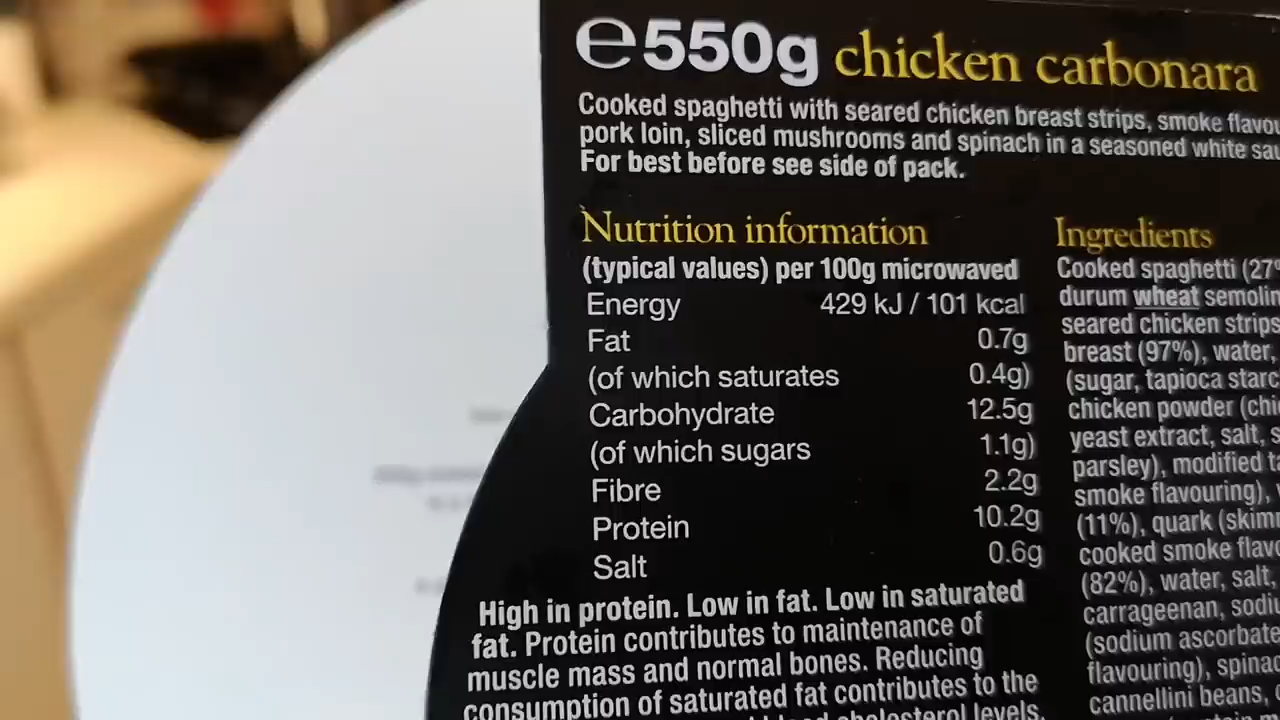 e550g chicken carbonara
Cooked spaghetti with seared chicken breast strips, smoke
pork loin, sliced mushrooms and spinach in a seasoned white
For best before see side of pack.
Nutrition information
(typical values) per 100g microwaved
Energy 429 kJ / 101 kcal
Fat 0.7g
(of which saturates 0.4g)
Carbohydrate 12.5g
(of which sugars 1.1g)
Fibre 2.2g
Protein 10.2g
Salt 0.6g
High in protein. Low in fat. Low in saturated
fat. Protein contributes to maintenance of
muscle mass and normal bones. Reducing
consumption of saturated fat contributes to the
cholesterol levels.
Ingredients
Cooked spaghetti (27%
durum wheat
seared chicken strips
breast (97%), water,
(sugar, tapioca
chicken powder
yeast extract, salt,
parsley), modified
smoke flavouring),
(11%), quark
cooked smoke
(82%), water, salt,
carrageenan,
(sodium
flavouring),
cannellini beans,